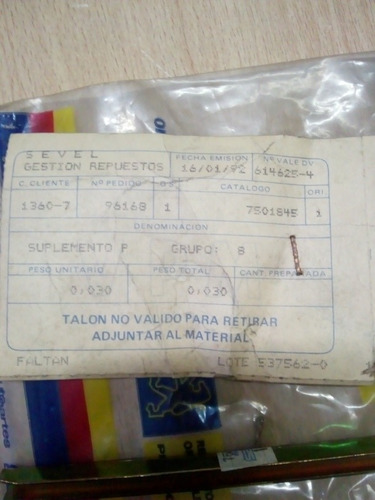 SEVEL
GESTION REPUESTOS
FECHA EMISION
16/01/92
Nº VALE DV
614625-4
C. CLIENTE Nº PEDIDO CATALOGO ORI
1360-7 96168 1 7501845 1
DENOMINACION
SUPLEMENTO P GRUPO: 8
PESO UNITARIO PESO TOTAL CANT. PREPARADA
0,030 0,030
TALON NO VALIDO PARA RETIRAR
ADJUNTAR AL MATERIAL
FALTAN LOTE 537562-0